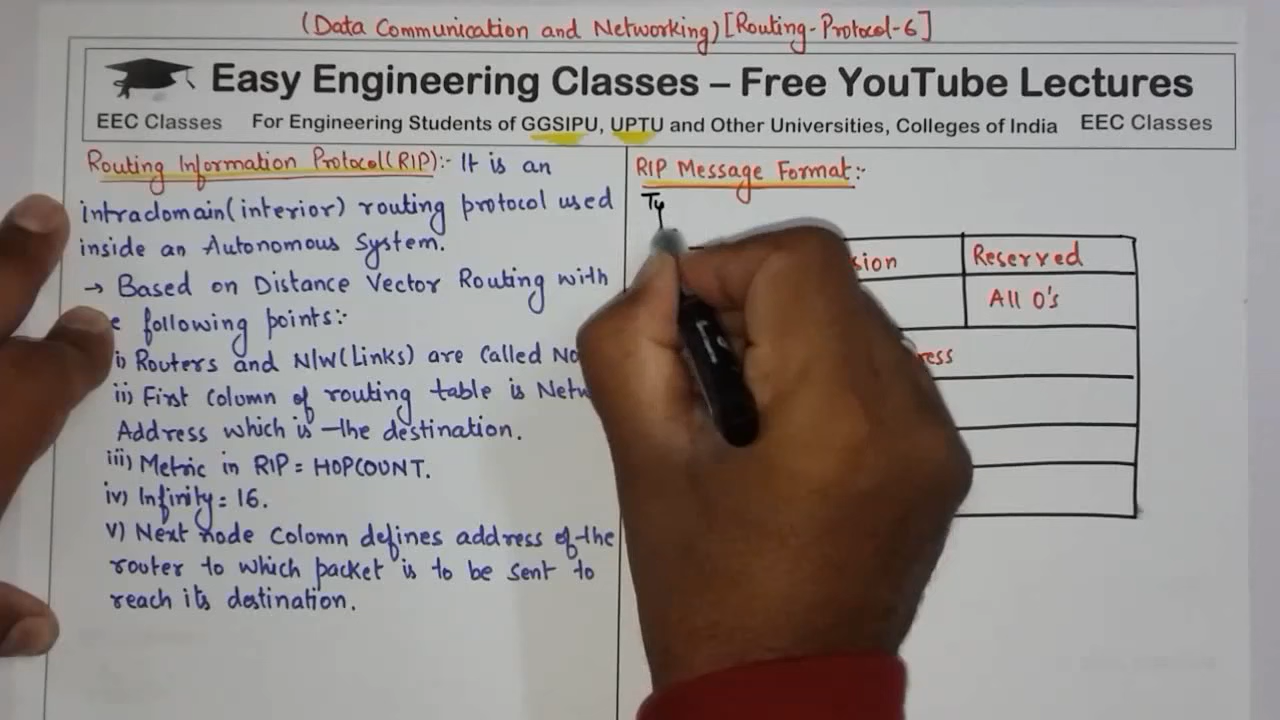 (Data Communication and Networking) [Routing-Protocol-6]
Easy Engineering Classes – Free YouTube Lectures
EEC Classes For Engineering Students of GGSIPU, UPTU and Other Universities, Colleges of India EEC Classes
Routing Information Protocol (RIP):- It is an
intradomain (interior) routing protocol used
inside an Autonomous System.
→ Based on Distance Vector Routing with
following points:-
i) Routers and N/W (Links) are called
ii) First Column of routing table is
Address which is the destination.
iii) Metric in RIP = HOPCOUNT.
iv) Infinity = 16.
v) Next node Colomn defines address of the
router to which packet is to be sent to
reach its destination.
RIP Message Format:-
Ty
Reserved
All 0's